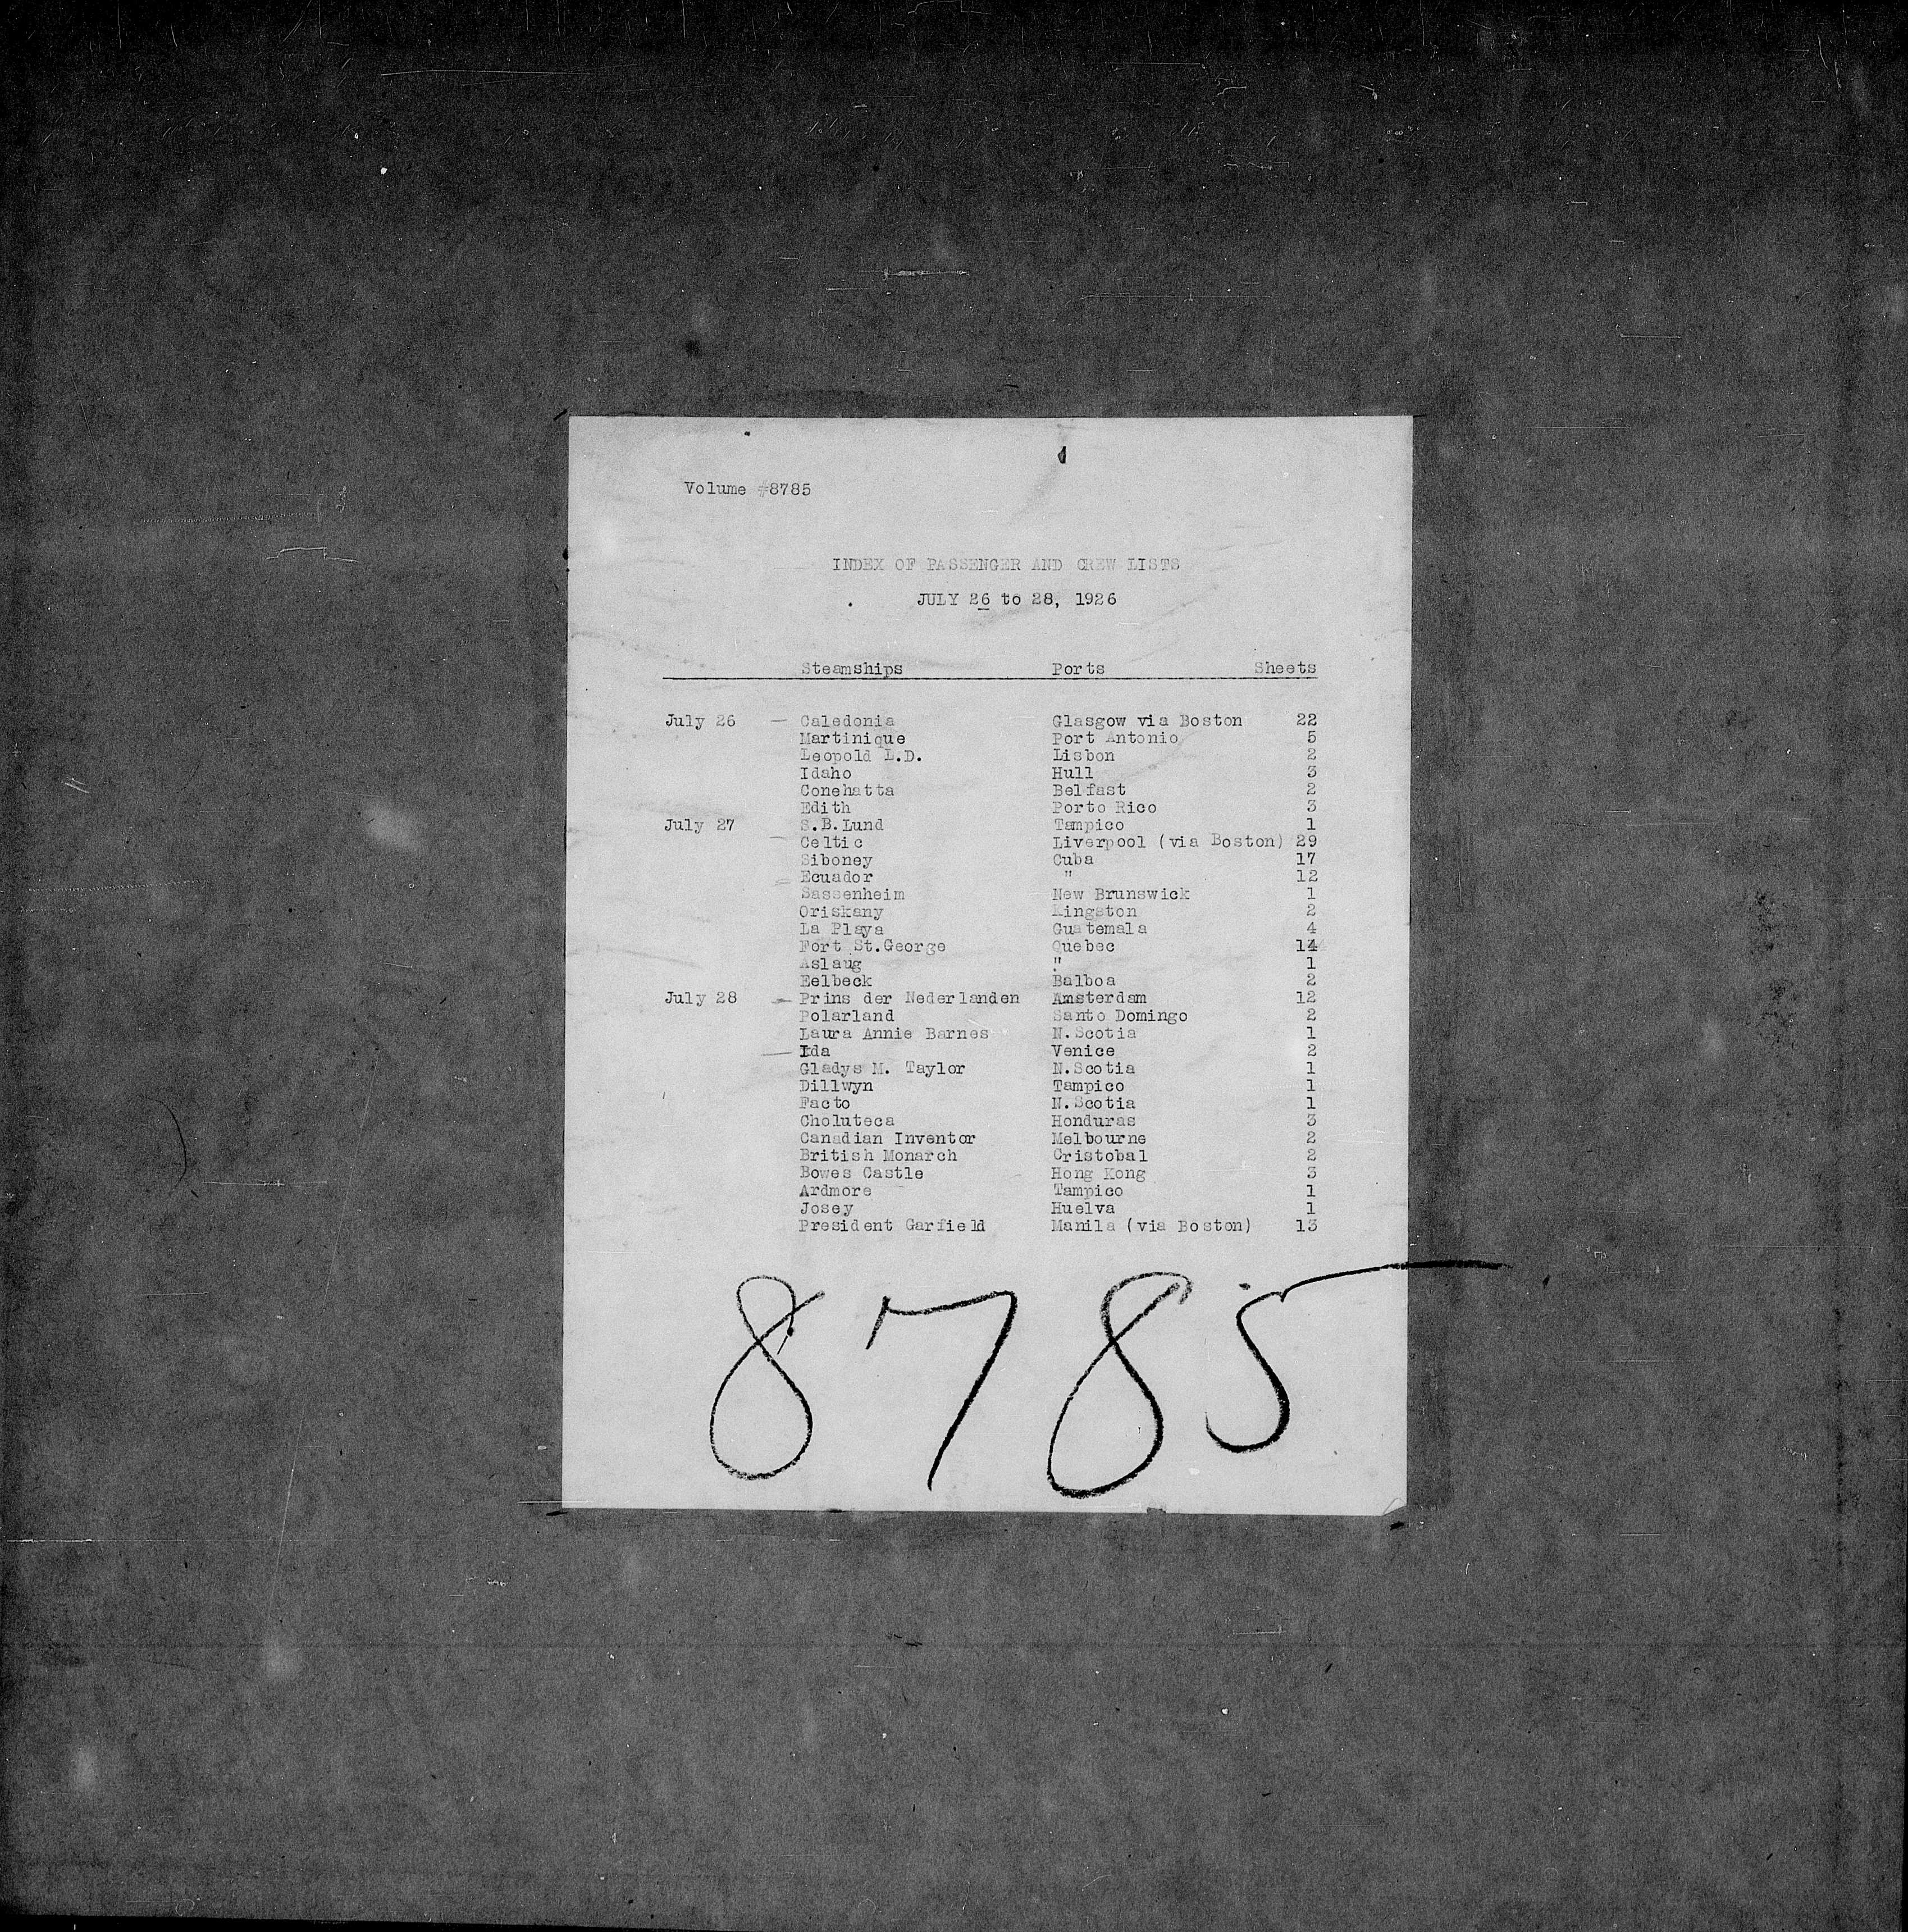 Volume #8785
INDEX OF PASSENGER AND CREW LISTS
JULY 26 to 28, 1926
Steamships Ports Sheets
July 26 — Caledonia Glasgow via Boston 22
Martinique Port Antonio 5
Leopold L.D. Lisbon 2
Idaho Hull 3
Conehatta Belfast 2
Edith Porto Rico 3
July 27 S.B.Lund Tampico 1
Celtic Liverpool (via Boston) 29
Siboney Cuba 17
Ecuador " 12
Sassenheim New Brunswick 1
Oriskany Kingston 2
La Playa Guatemala 4
Fort St.George Quebec 14
Aslaug " 1
Eelbeck Balboa 2
July 28 — Prins der Nederlanden Amsterdam 12
Polarland Santo Domingo 2
Laura Annie Barnes N.Scotia 1
— Ida Venice 2
Gladys M. Taylor N.Scotia 1
Dillwyn Tampico 1
Facto N.Scotia 1
Choluteca Honduras 3
Canadian Inventor Melbourne 2
British Monarch Cristobal 2
Bowes Castle Hong Kong 3
Ardmore Tampico 1
Josey Huelva 1
President Garfield Manila (via Boston) 13
8785